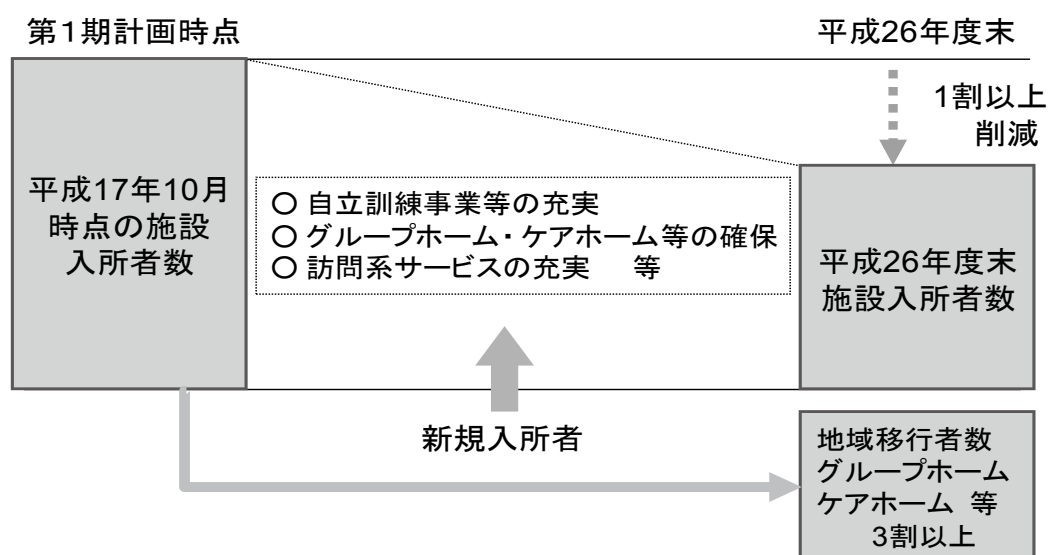 第1期計画時点
平成26年度末
1割以上
削減
平成17年10月
時点の施設
入所者数
○ 自立訓練事業等の充実
○ グループホーム・ケアホーム等の確保
○ 訪問系サービスの充実　等
平成26年度末
施設入所者数
新規入所者
地域移行者数
グループホーム
ケアホーム 等
3割以上